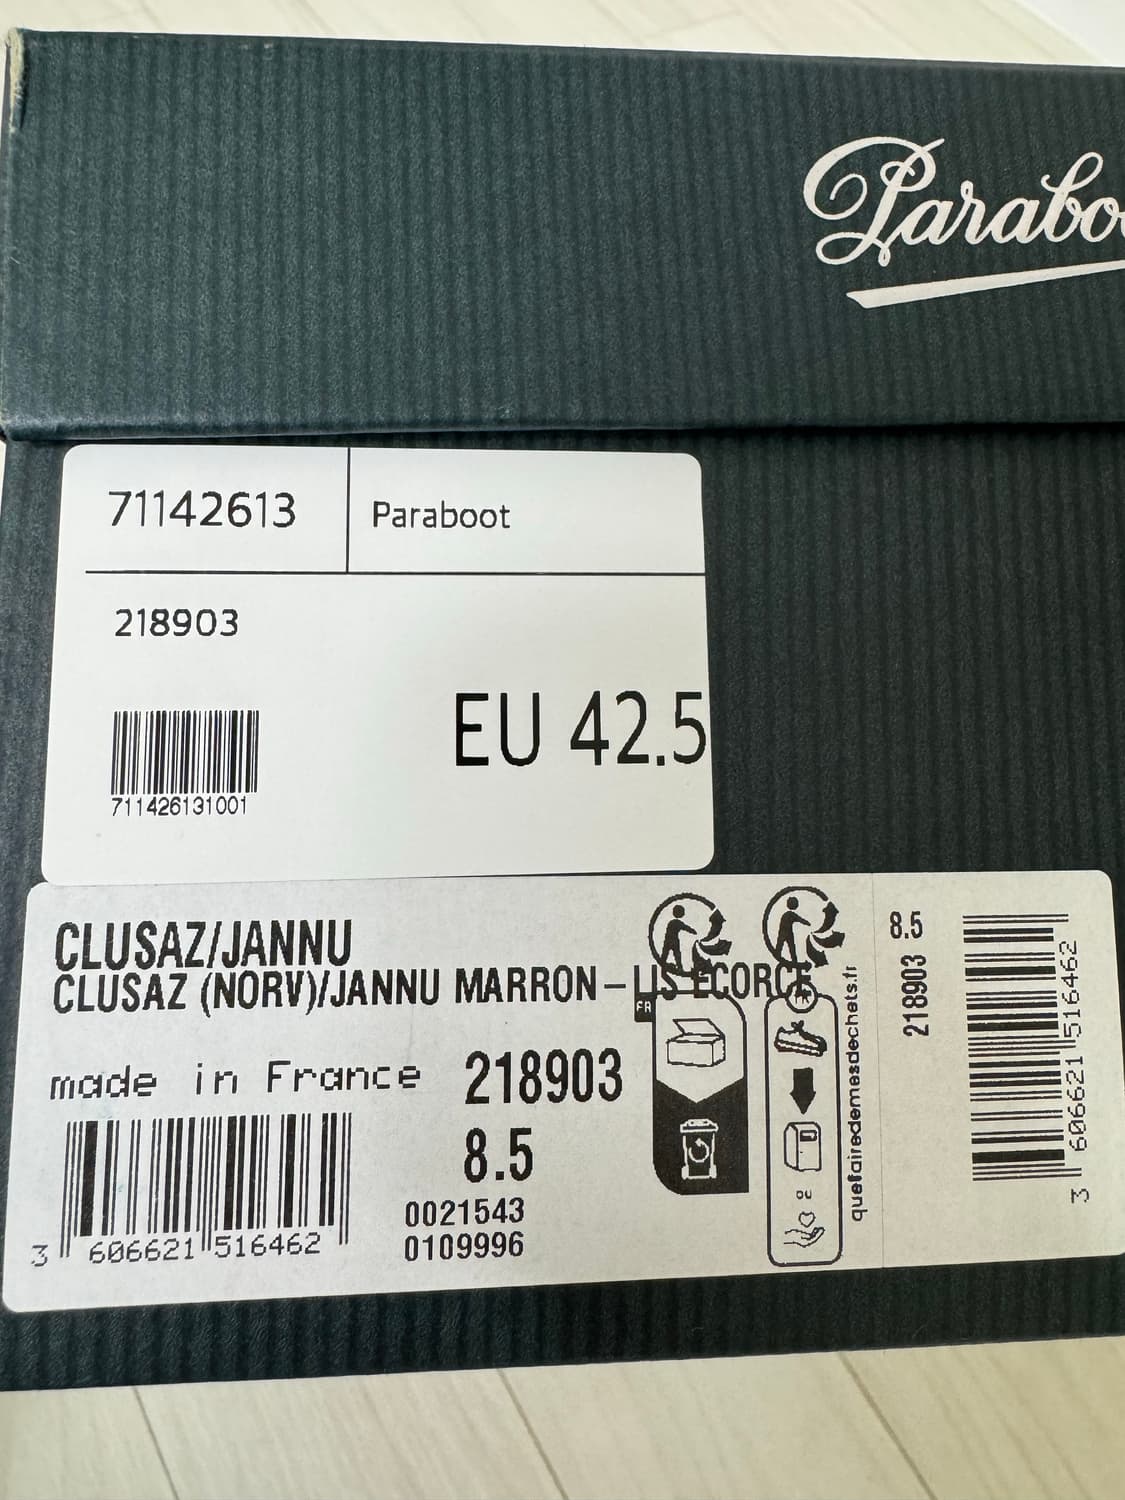 Paraboo
71142613
Paraboot
218903
EU 42.5
711426131001
CLUSAZ/JANNU
CLUSAZ (NORV)/JANNU MARRON-LIS ECORCE
FR
made in France
218903
8.5
0021543
0109996
3 606621 516462
quefairedemesdechets.fr
8.5
218903
3 606621 516462